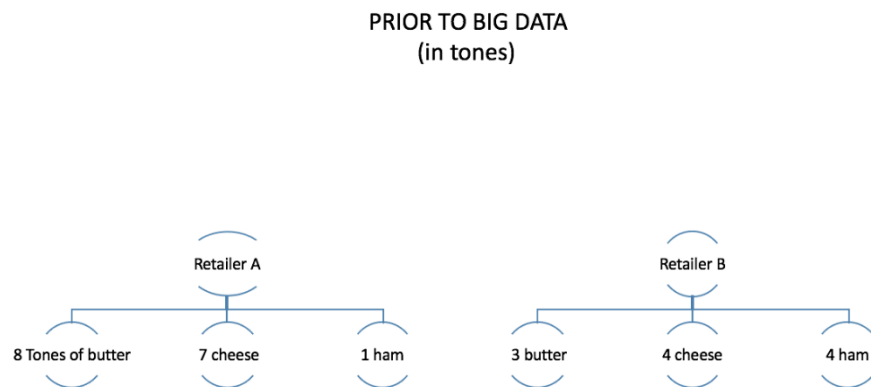 PRIOR TO BIG DATA
(in tones)
Retailer A
Retailer B
8 Tones of butter
7 cheese
1 ham
3 butter
4 cheese
4 ham